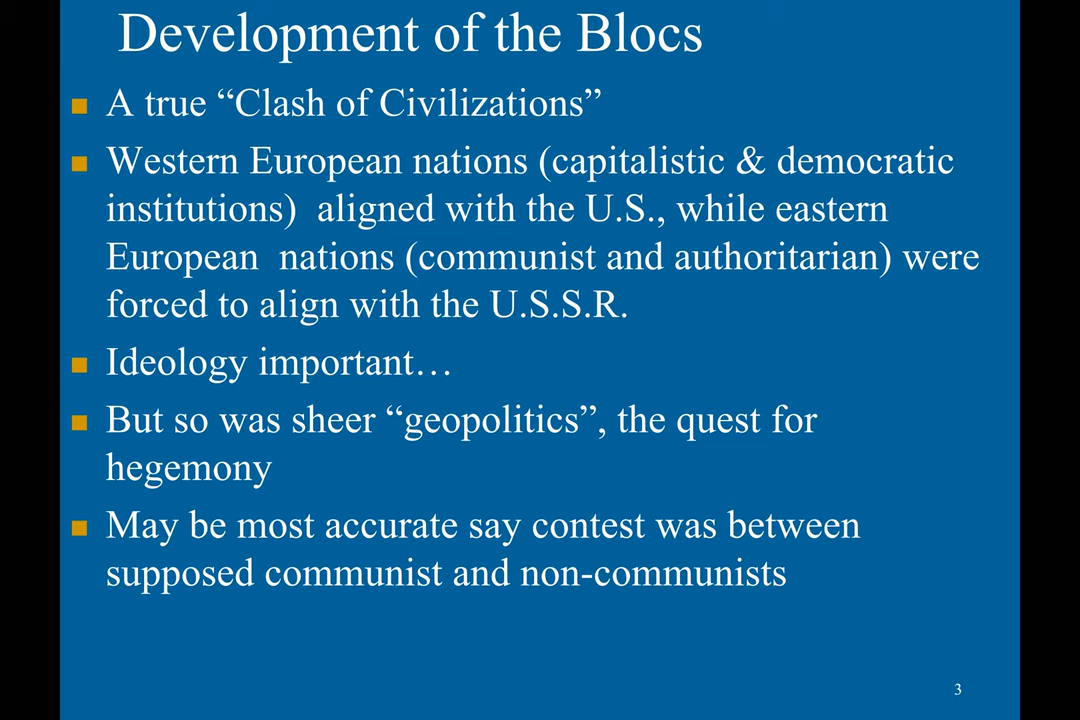 Development of the Blocs
A true “Clash of Civilizations”
Western European nations (capitalistic & democratic
institutions)  aligned with the U.S., while eastern
European  nations (communist and authoritarian) were
forced to align with the U.S.S.R.
Ideology important…
But so was sheer “geopolitics”, the quest for
hegemony
May be most accurate say contest was between
supposed communist and non-communists
3